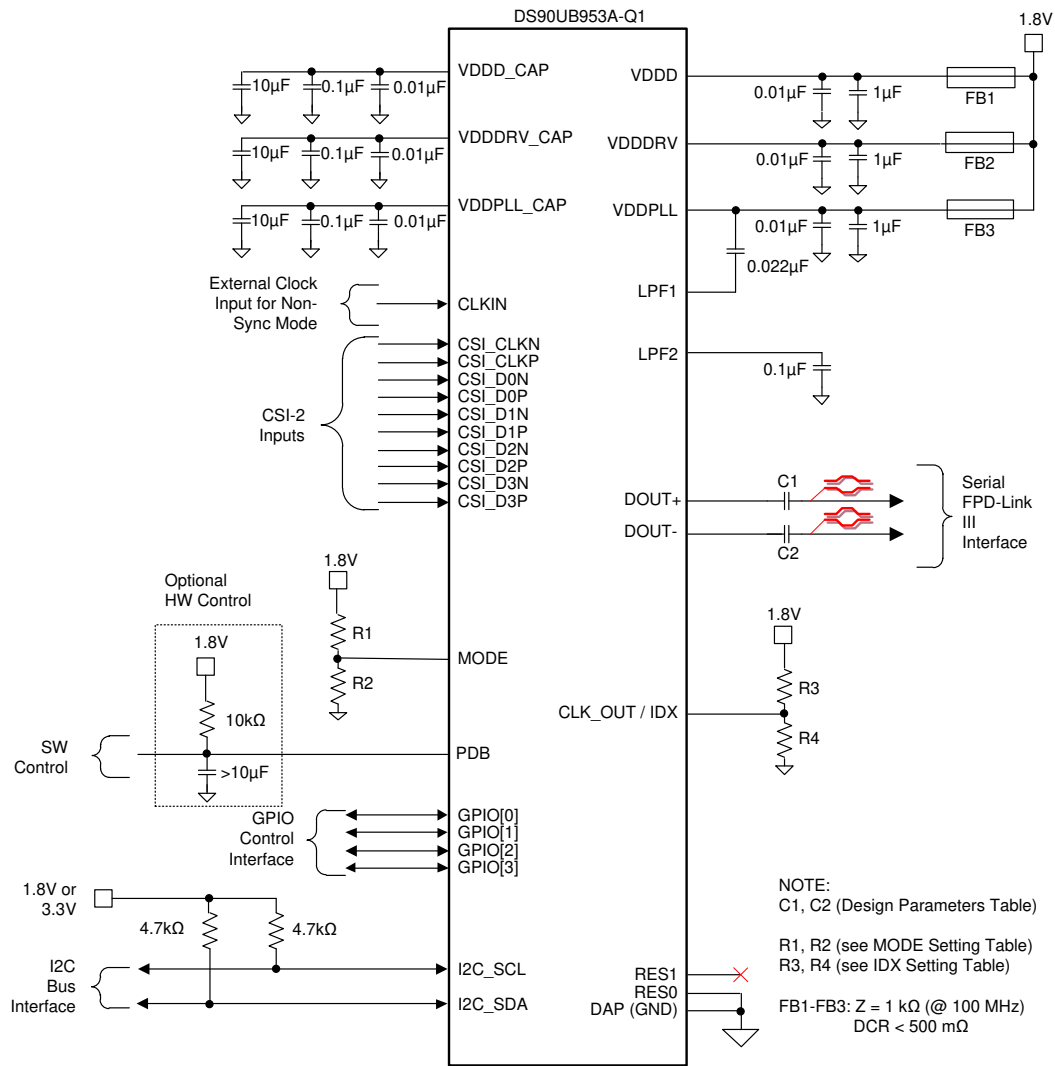 DS90UB953A-Q1
1.8V
VDDD_CAP
10µF
0.1µF
0.01µF
VDDDRV_CAP
10µF
0.1µF
0.01µF
VDDPLL_CAP
10µF
0.1µF
0.01µF
External Clock
Input for Non-
Sync Mode
CLKIN
CSI-2
Inputs
CSI_CLKN
CSI_CLKP
CSI_D0N
CSI_D0P
CSI_D1N
CSI_D1P
CSI_D2N
CSI_D2P
CSI_D3N
CSI_D3P
1.8V
R1
R2
MODE
Optional
HW Control
1.8V
10kΩ
>10µF
SW
Control
PDB
GPIO
Control
Interface
GPIO[0]
GPIO[1]
GPIO[2]
GPIO[3]
1.8V or
3.3V
4.7kΩ
4.7kΩ
I2C
Bus
Interface
I2C_SCL
I2C_SDA
VDDD
0.01µF
1µF
FB1
VDDDRV
0.01µF
1µF
FB2
VDDPLL
0.01µF
1µF
FB3
0.022µF
LPF1
LPF2
0.1µF
DOUT+
C1
DOUT-
C2
Serial
FPD-Link
III
Interface
1.8V
R3
R4
CLK_OUT / IDX
RES1
RES0
DAP (GND)
NOTE:
C1, C2 (Design Parameters Table)
R1, R2 (see MODE Setting Table)
R3, R4 (see IDX Setting Table)
FB1-FB3: Z = 1 kΩ (@ 100 MHz)
DCR < 500 mΩ